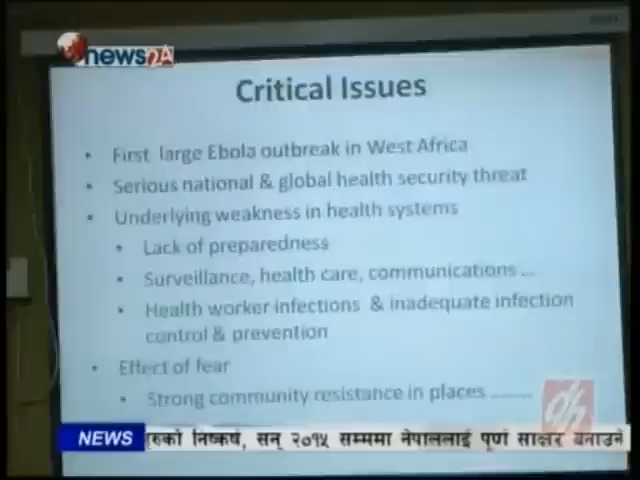 news24
Critical Issues
• First large Ebola outbreak in West Africa
• Serious national & global health security threat
• Underlying weakness in health systems
• Lack of preparedness
• Surveillance, health care, communications ...
• Health worker infections & inadequate infection
control & prevention
• Effect of fear
• Strong community resistance in places .........
NEWS
हरुको निष्कर्ष, सन् २०१५ सम्ममा नेपाललाई पूर्ण साक्षर बनाउने